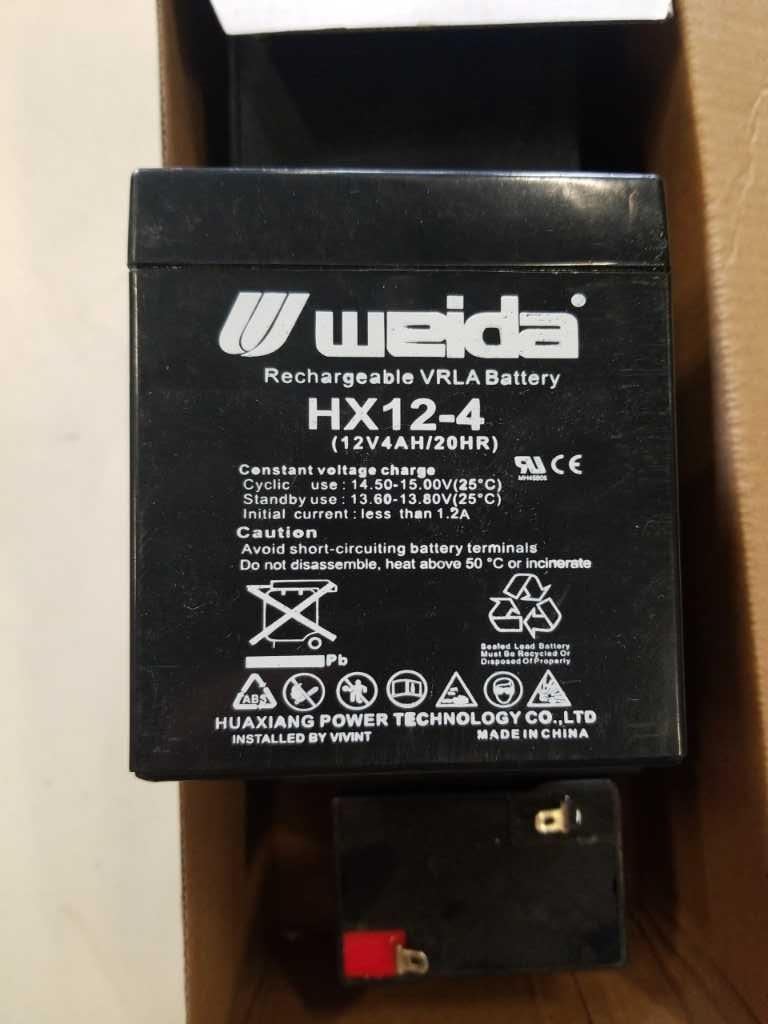 weida
Rechargeable VRLA Battery
HX12-4
(12V4AH/20HR)
Constant voltage charge
Cyclic use : 14.50-15.00V(25°C)
Standby use : 13.60-13.80V(25°C)
Initial current : less than 1.2A
CE
Caution
Avoid short-circuiting battery terminals
Do not disassemble, heat above 50 °C or incinerate
Pb
Sealed Lead Battery
Must Be Recycled Or
Disposed Of Properly
ABS
HUAXIANG POWER TECHNOLOGY CO.,LTD
INSTALLED BY VIVINT
MADE IN CHINA